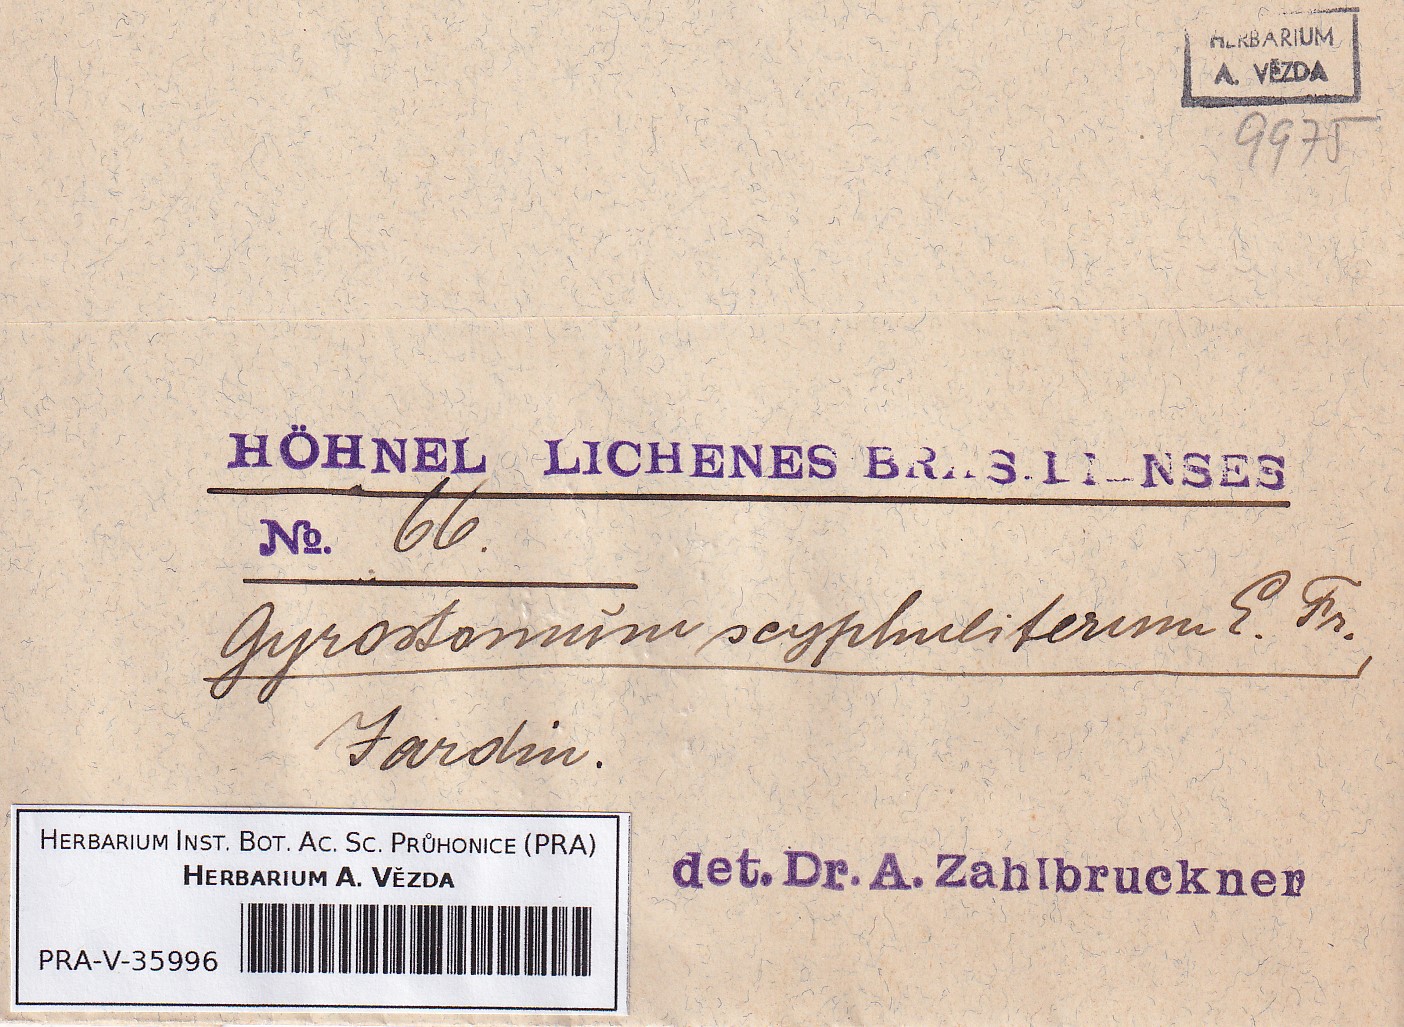 HERBARIUM
A. VĚZDA
9975
HÖHNEL LICHENES BRASILIENSES
No. 66.
Gyrostomum scyphuliferum E. Fr.
Jardin.
det. Dr. A. Zahlbruckner
HERBARIUM INST. BOT. AC. SC. PRŮHONICE (PRA)
HERBARIUM A. VĚZDA
PRA-V-35996